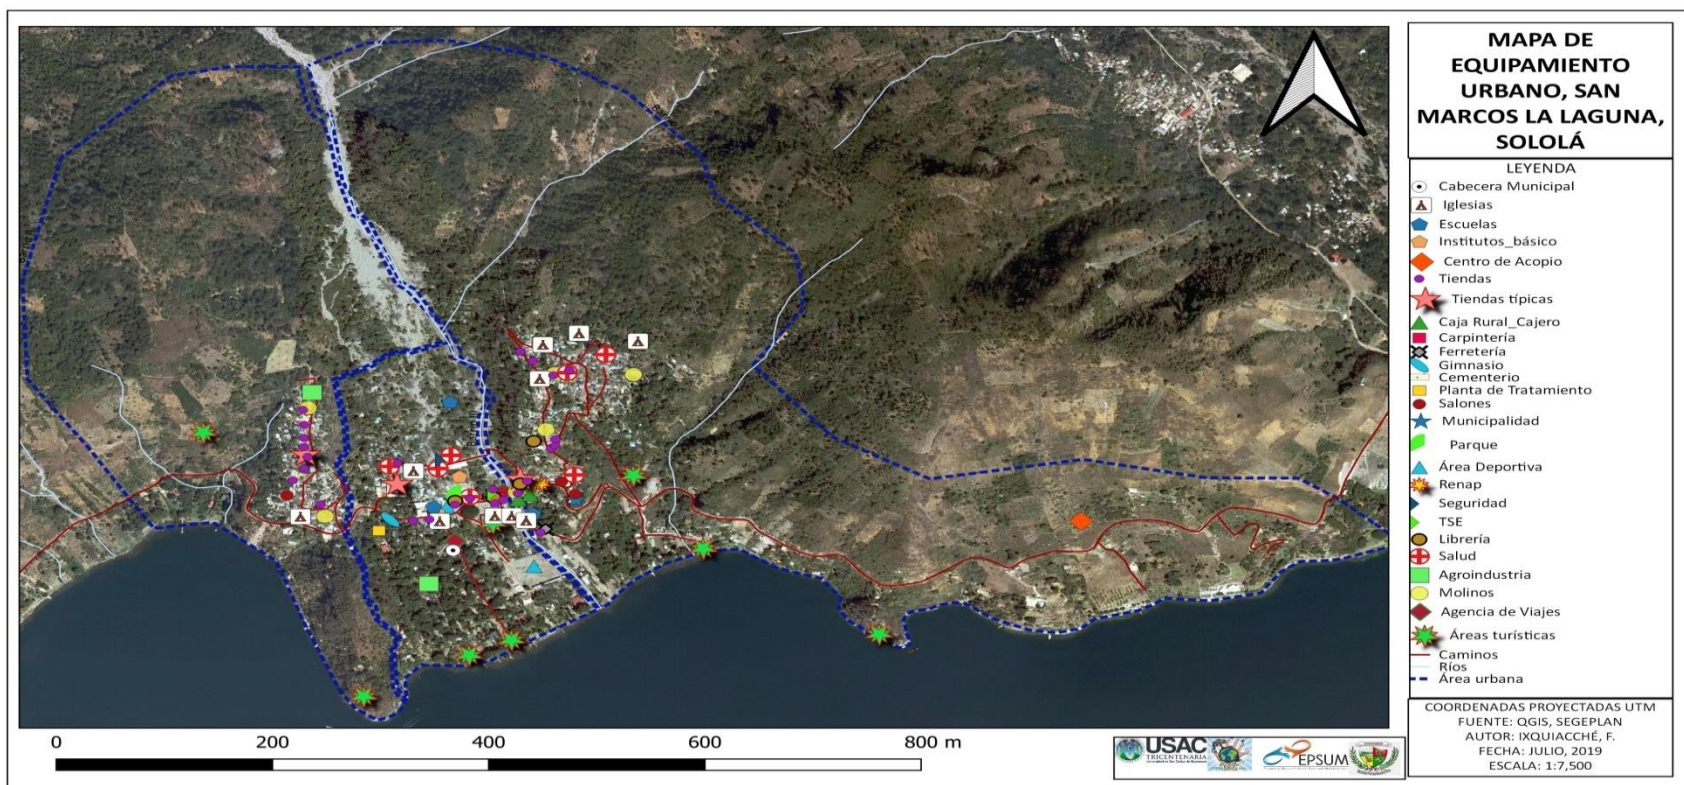 MAPA DE
EQUIPAMIENTO
URBANO, SAN
MARCOS LA LAGUNA,
SOLOLÁ
LEYENDA
Cabecera Municipal
Iglesias
Escuelas
Institutos_básico
Centro de Acopio
Tiendas
Tiendas típicas
Caja Rural_Cajero
Carpintería
Ferretería
Gimnasio
Cementerio
Planta de Tratamiento
Salones
Municipalidad
Parque
Área Deportiva
Renap
Seguridad
TSE
Librería
Salud
Agroindustria
Molinos
Agencia de Viajes
Áreas turísticas
Caminos
Ríos
Área urbana
COORDENADAS PROYECTADAS UTM
FUENTE: QGIS, SEGEPLAN
AUTOR: IXQUIACCHÉ, F.
FECHA: JULIO, 2019
ESCALA: 1:7,500
0 200 400 600 800 m
USAC
TRICENTENARIA
EPSUM